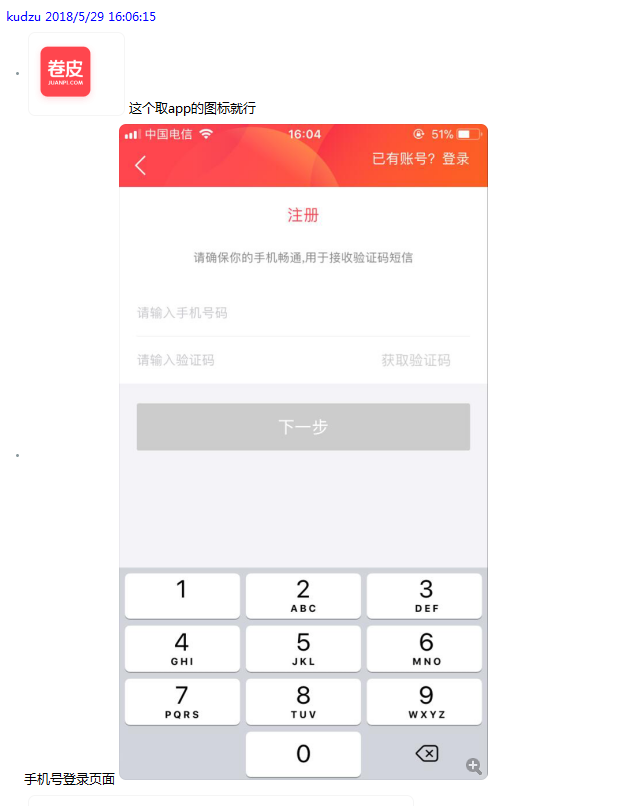 kudzu 2018/5/29 16:06:15
卷皮
JUANPI.COM
这个取app的图标就行
中国电信 16:04 51%
已有账号? 登录
注册
请确保你的手机畅通,用于接收验证码短信
请输入手机号码
请输入验证码 获取验证码
下一步
1 2 3
ABC DEF
4 5 6
GHI JKL MNO
7 8 9
PQRS TUV WXYZ
0
手机号登录页面